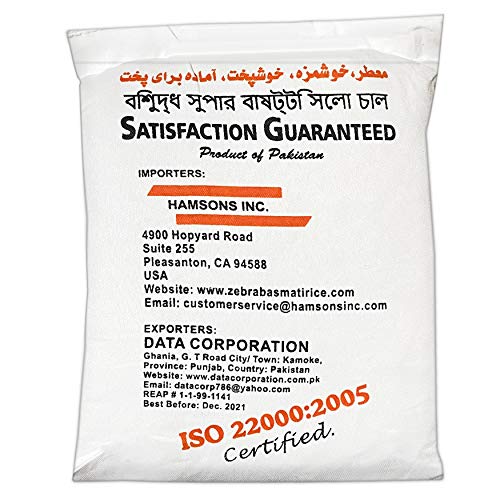 معطر، خوشمزه، خوشپخت، آماده برای پخت
বিশুদ্ধ সুপার বাষট্টি সিলো চাল
SATISFACTION GUARANTEED
Product of Pakistan
IMPORTERS:
HAMSONS INC.
4900 Hopyard Road
Suite 255
Pleasanton, CA 94588
USA
Website: www.zebrabasmatirice.com
Email: customerservice@hamsonsinc.com
EXPORTERS:
DATA CORPORATION
Ghania, G. T Road City/ Town: Kamoke,
Province: Punjab, Country: Pakistan
Website: www.datacorporation.com.pk
Email: datacorp786@yahoo.com
REAP # 1-1-99-1141
Best Before: Dec. 2021
ISO 22000:2005
Certified.